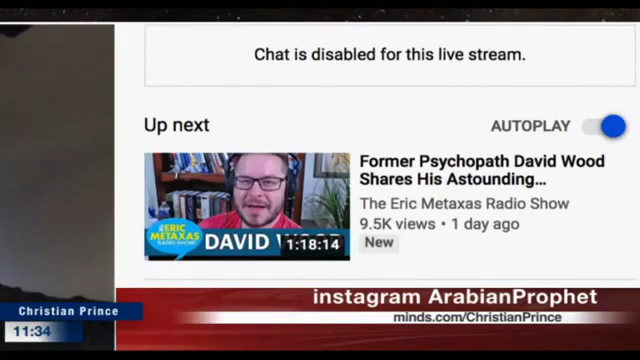 Chat is disabled for this live stream.
Up next
AUTOPLAY
Former Psychopath David Wood
Shares His Astounding...
The Eric Metaxas Radio Show
9.5K views • 1 day ago
New
ERIC
METAXAS
RADIO SHOW
DAVID WOOD
1:18:14
instagram ArabianProphet
minds.com/ChristianPrince
Christian Prince
11:34